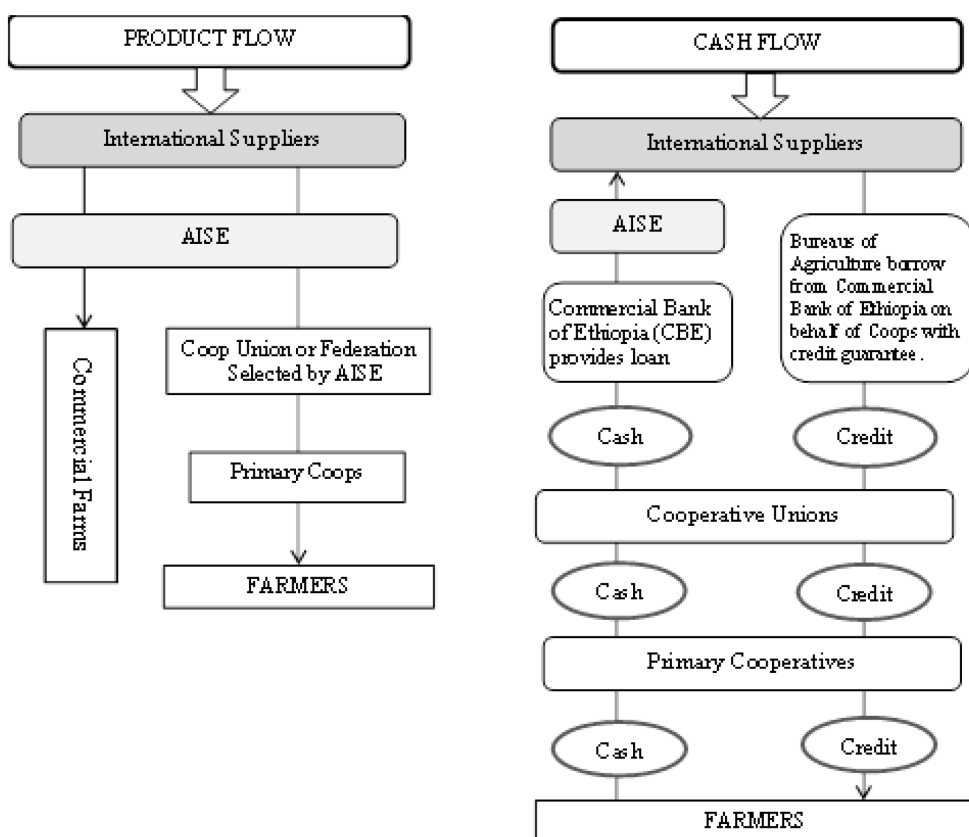 PRODUCT FLOW
International Suppliers
AISE
Commercial Farms
Coop Union or Federation
Selected by AISE
Primary Coops
FARMERS
CASH FLOW
International Suppliers
AISE
Commercial Bank
of Ethiopia (CBE)
provides loan
Bureaus of
Agriculture borrow
from Commercial
Bank of Ethiopia on
behalf of Coops with
credit guarantee.
Cash
Credit
Cooperative Unions
Cash
Credit
Primary Cooperatives
Cash
Credit
FARMERS